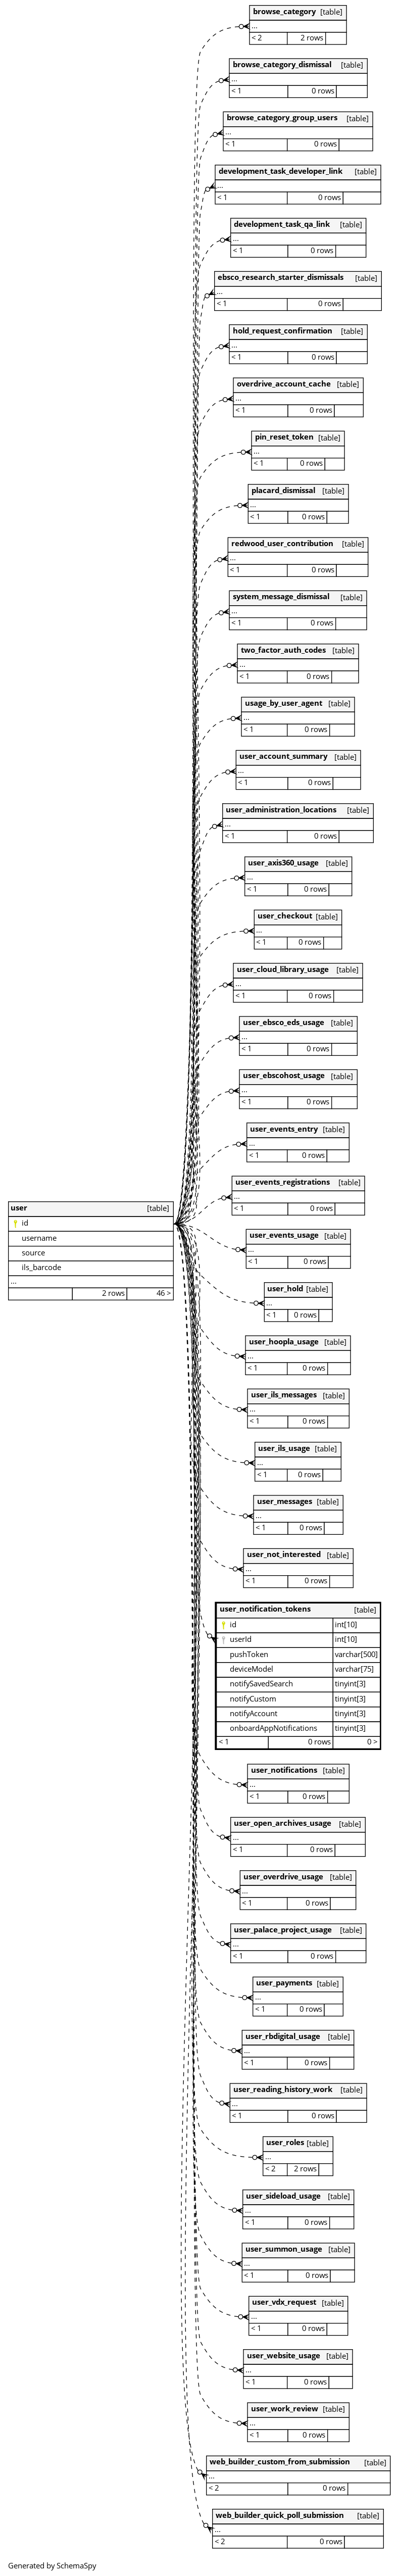 browse_category [table]
...
< 2 2 rows
browse_category_dismissal [table]
...
< 1 0 rows
browse_category_group_users [table]
...
< 1 0 rows
development_task_developer_link [table]
...
< 1 0 rows
development_task_qa_link [table]
...
< 1 0 rows
ebsco_research_starter_dismissals [table]
...
< 1 0 rows
hold_request_confirmation [table]
...
< 1 0 rows
overdrive_account_cache [table]
...
< 1 0 rows
pin_reset_token [table]
...
< 1 0 rows
placard_dismissal [table]
...
< 1 0 rows
redwood_user_contribution [table]
...
< 1 0 rows
system_message_dismissal [table]
...
< 1 0 rows
two_factor_auth_codes [table]
...
< 1 0 rows
usage_by_user_agent [table]
...
< 1 0 rows
user_account_summary [table]
...
< 1 0 rows
user_administration_locations [table]
...
< 1 0 rows
user_axis360_usage [table]
...
< 1 0 rows
user_checkout [table]
...
< 1 0 rows
user_cloud_library_usage [table]
...
< 1 0 rows
user_ebsco_eds_usage [table]
...
< 1 0 rows
user_ebscohost_usage [table]
...
< 1 0 rows
user_events_entry [table]
...
< 1 0 rows
user_events_registrations [table]
...
< 1 0 rows
user [table]
id
username
source
ils_barcode
...
2 rows 46 >
user_events_usage [table]
...
< 1 0 rows
user_hold [table]
...
< 1 0 rows
user_hoopla_usage [table]
...
< 1 0 rows
user_ils_messages [table]
...
< 1 0 rows
user_ils_usage [table]
...
< 1 0 rows
user_messages [table]
...
< 1 0 rows
user_not_interested [table]
...
< 1 0 rows
user_notification_tokens [table]
id int[10]
userId int[10]
pushToken varchar[500]
deviceModel varchar[75]
notifySavedSearch tinyint[3]
notifyCustom tinyint[3]
notifyAccount tinyint[3]
onboardAppNotifications tinyint[3]
< 1 0 rows 0 >
user_notifications [table]
...
< 1 0 rows
user_open_archives_usage [table]
...
< 1 0 rows
user_overdrive_usage [table]
...
< 1 0 rows
user_palace_project_usage [table]
...
< 1 0 rows
user_payments [table]
...
< 1 0 rows
user_rbdigital_usage [table]
...
< 1 0 rows
user_reading_history_work [table]
...
< 1 0 rows
user_roles [table]
...
< 2 2 rows
user_sideload_usage [table]
...
< 1 0 rows
user_summon_usage [table]
...
< 1 0 rows
user_vdx_request [table]
...
< 1 0 rows
user_website_usage [table]
...
< 1 0 rows
user_work_review [table]
...
< 1 0 rows
web_builder_custom_from_submission [table]
...
< 2 0 rows
web_builder_quick_poll_submission [table]
...
< 2 0 rows
Generated by SchemaSpy